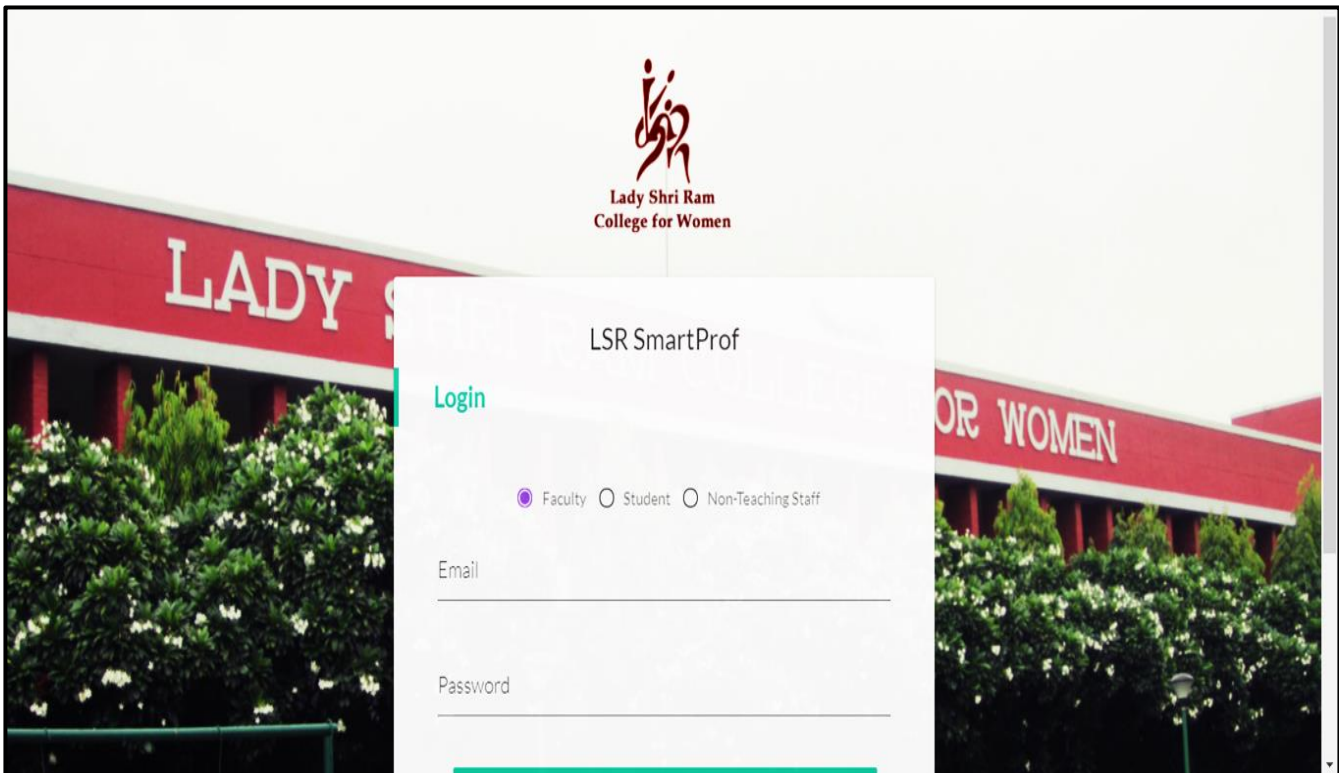 Lady Shri Ram
College for Women
LADY S
OR WOMEN
LSR SmartProf
Login
Faculty Student Non-Teaching Staff
Email
Password